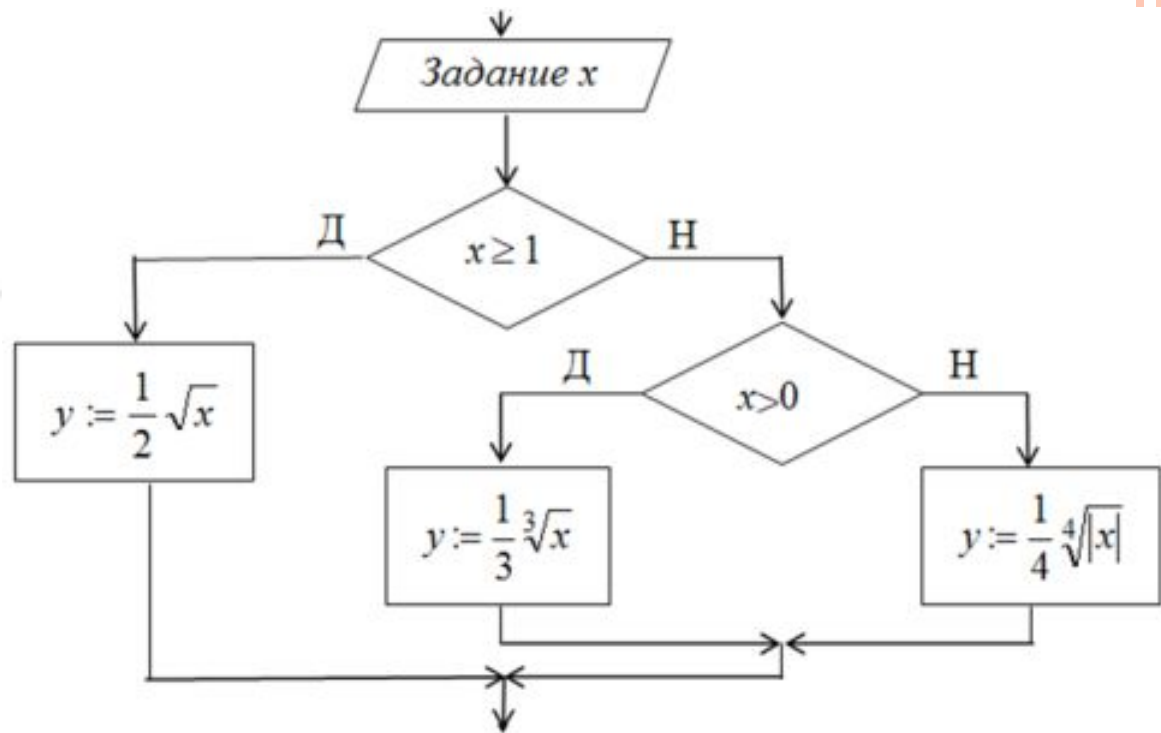 Задание x
Д
x ≥ 1
Н
y := 1/2 √x
Д
x>0
Н
y := 1/3 ∛x
y := 1/4 ∜|x|